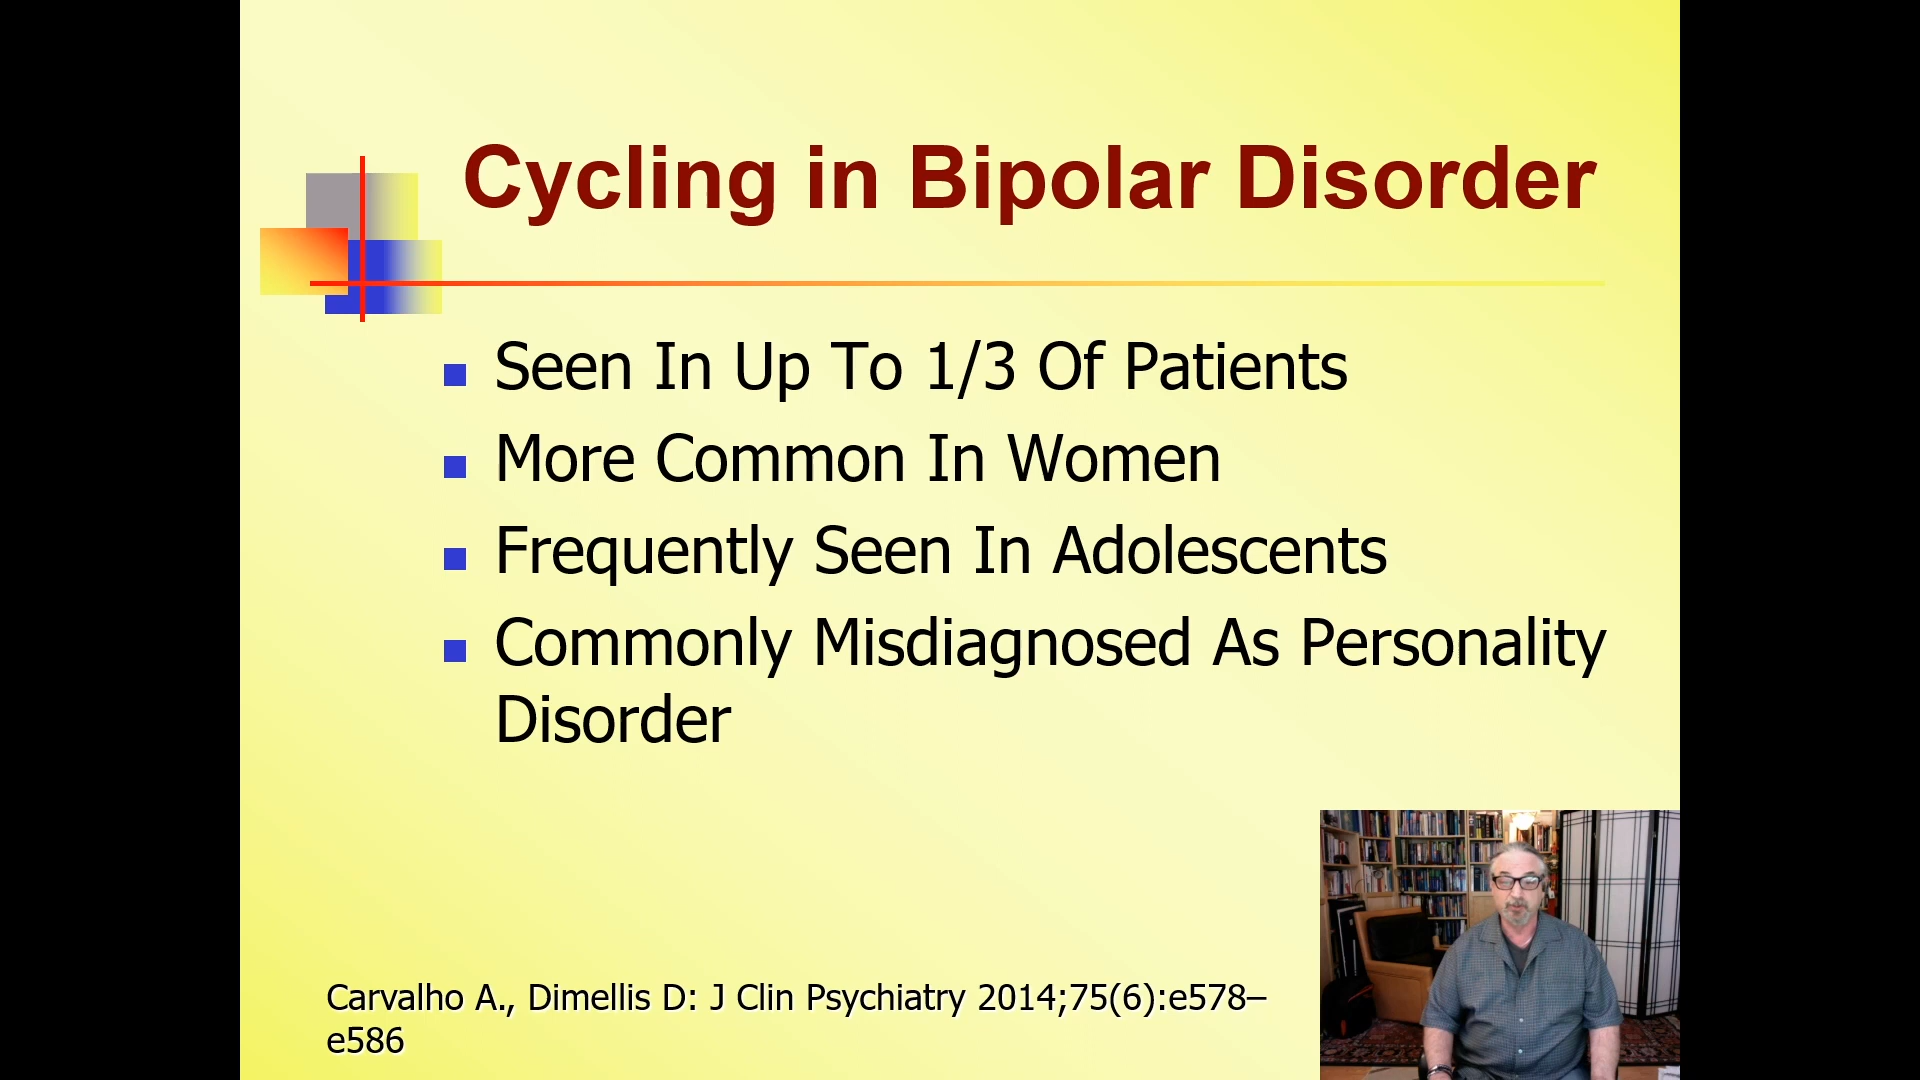 Cycling in Bipolar Disorder
Seen In Up To 1/3 Of Patients
More Common In Women
Frequently Seen In Adolescents
Commonly Misdiagnosed As Personality
Disorder
Carvalho A., Dimellis D: J Clin Psychiatry 2014;75(6):e578–
e586